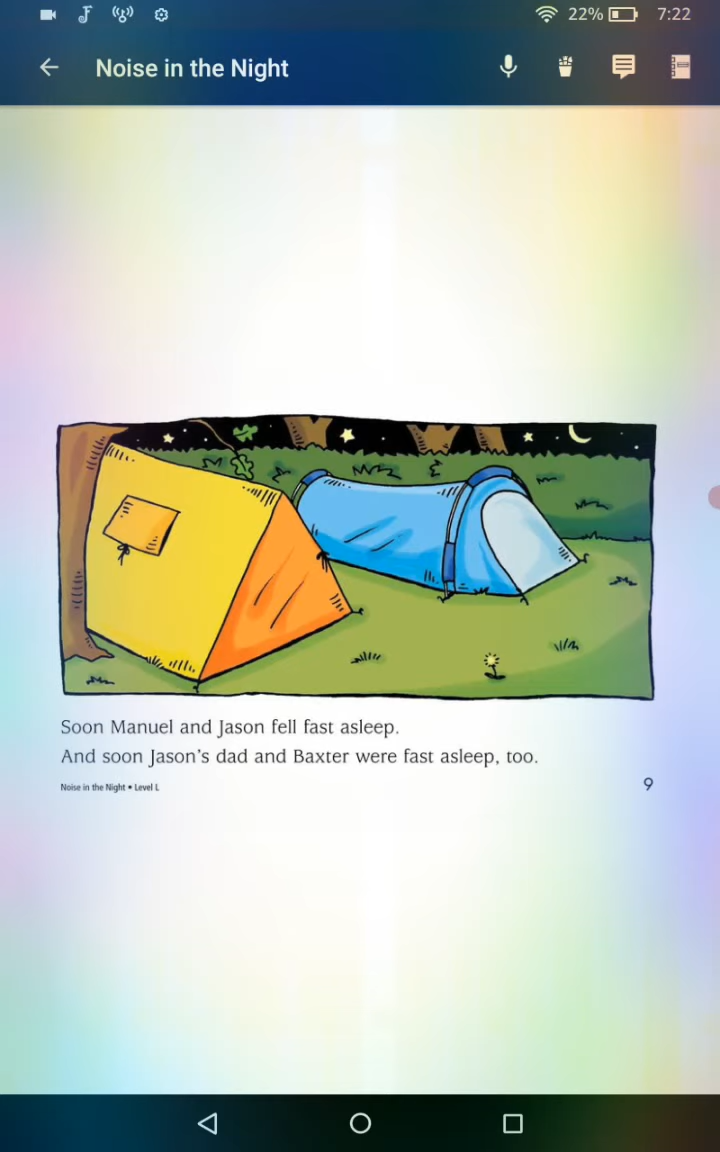 22% 7:22
Noise in the Night
Soon Manuel and Jason fell fast asleep.
And soon Jason's dad and Baxter were fast asleep, too.
Noise in the Night • Level L
9